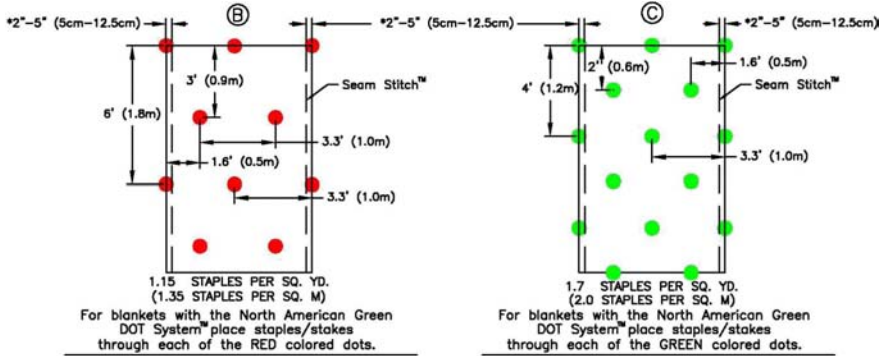 *2"-5" (5cm-12.5cm)
B
3' (0.9m)
6' (1.8m)
Seam Stitch™
3.3' (1.0m)
1.6' (0.5m)
3.3' (1.0m)
1.15 STAPLES PER SQ. YD.
(1.35 STAPLES PER SQ. M)
For blankets with the North American Green
DOT System™ place staples/stakes
through each of the RED colored dots.
*2"-5" (5cm-12.5cm)
C
*2"-5" (5cm-12.5cm)
2' (0.6m)
1.6' (0.5m)
4' (1.2m)
Seam Stitch™
3.3' (1.0m)
1.7 STAPLES PER SQ. YD.
(2.0 STAPLES PER SQ. M)
For blankets with the North American Green
DOT System™ place staples/stakes
through each of the GREEN colored dots.